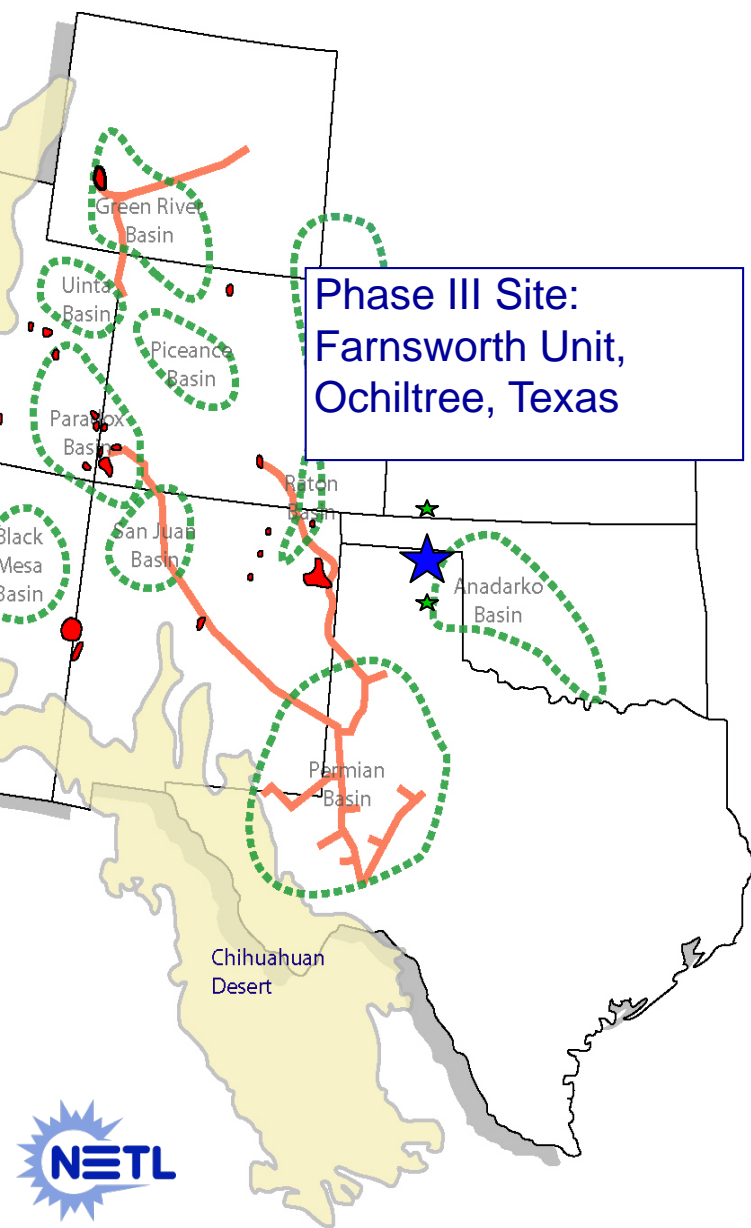 Green River
Basin
Uinta
Basin
Phase III Site:
Farnsworth Unit,
Ochiltree, Texas
Piceance
Basin
Paradox
Basin
Raton
Basin
Black
Mesa
Basin
San Juan
Basin
Anadarko
Basin
Permian
Basin
Chihuahuan
Desert
NETL